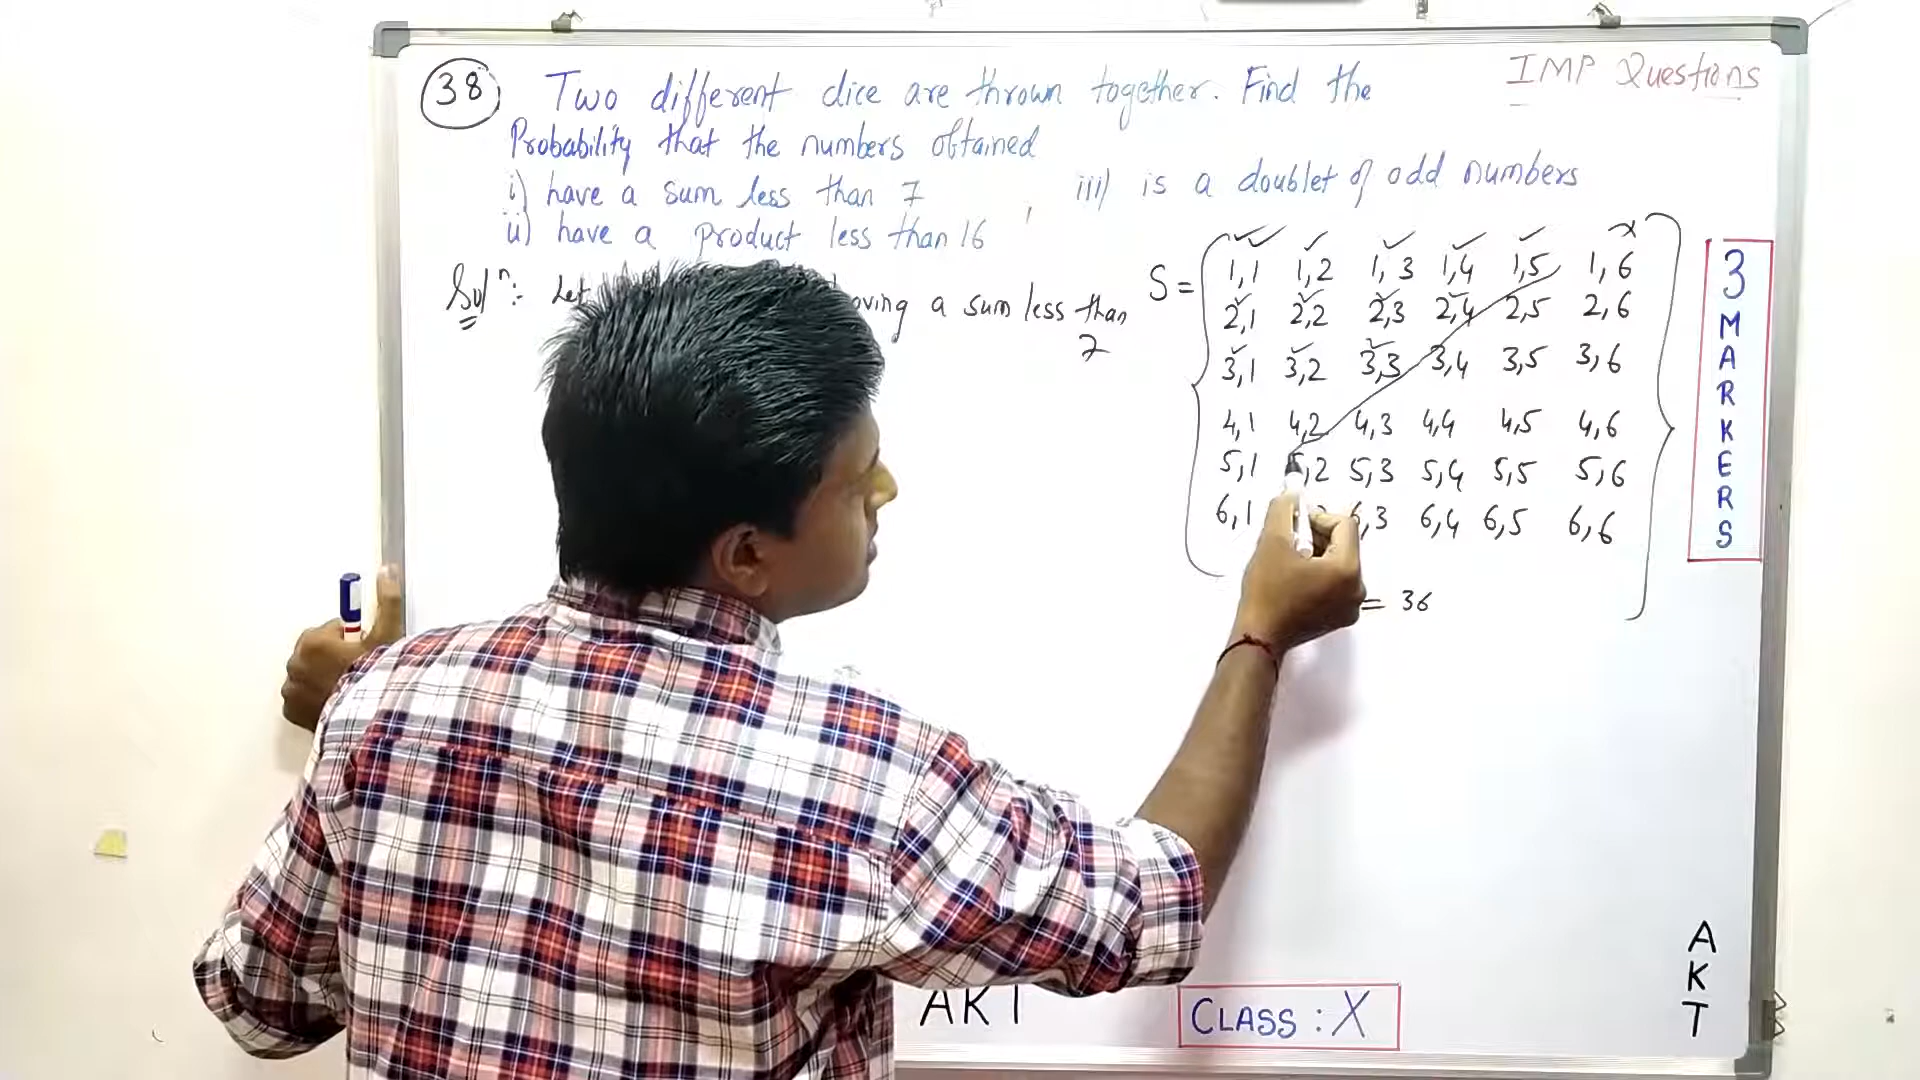 38 Two different dice are thrown together. Find the
Probability that the numbers obtained
i) have a sum less than 7
ii) have a product less than 16 , iii) is a doublet of odd numbers
IMP Questions
Solⁿ:- Let
having a sum less than
7
S =
1,1 1,2 1,3 1,4 1,5 1,6
2,1 2,2 2,3 2,4 2,5 2,6
3,1 3,2 3,3 3,4 3,5 3,6
4,1 4,2 4,3 4,4 4,5 4,6
5,1 5,2 5,3 5,4 5,5 5,6
6,1 6,3 6,4 6,5 6,6
= 36
3 MARKERS
AKT
CLASS : X
AKT